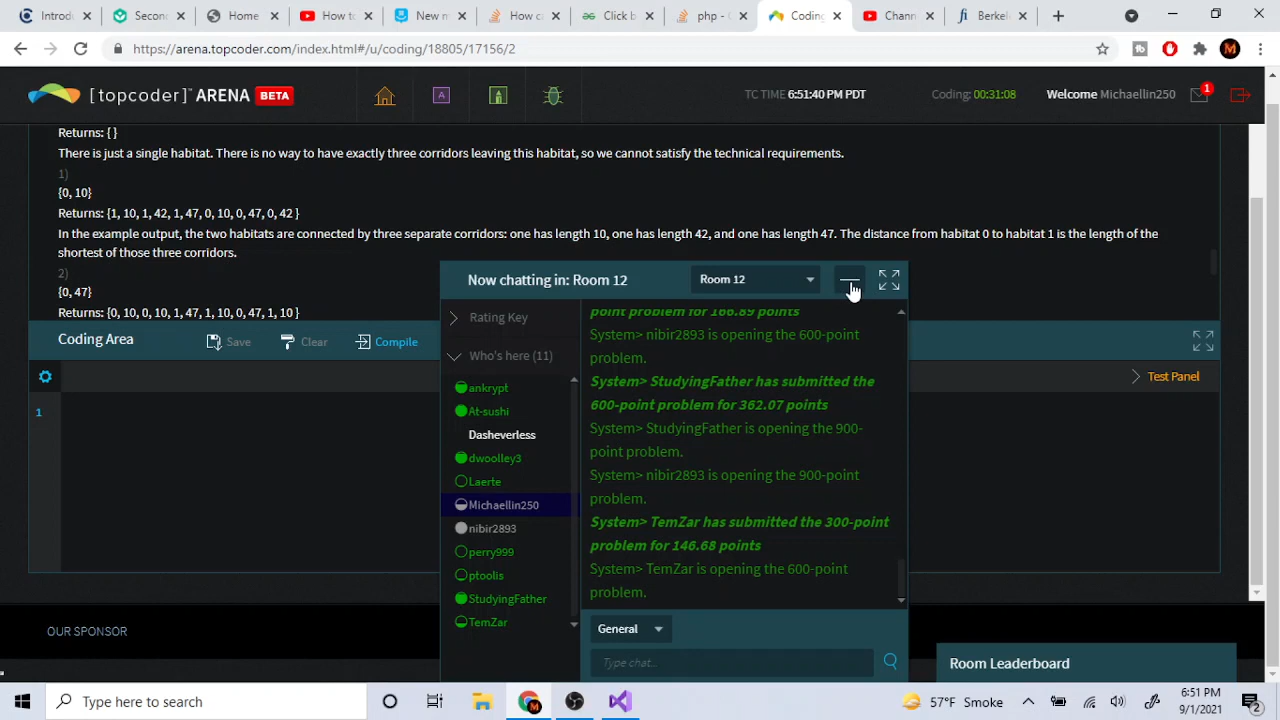 Introdu
Second
Home
How to
New m
How ca
Click b
php - C
Coding
Chann
Berkel
https://arena.topcoder.com/index.html#/u/coding/18805/17156/2
M
[topcoder] ARENA BETA
A
TC TIME 6:51:40 PM PDT
Coding: 00:31:08
Welcome Michaellin250
1
Returns: { }
There is just a single habitat. There is no way to have exactly three corridors leaving this habitat, so we cannot satisfy the technical requirements.
1)
{0, 10}
Returns: {1, 10, 1, 42, 1, 47, 0, 10, 0, 47, 0, 42 }
In the example output, the two habitats are connected by three separate corridors: one has length 10, one has length 42, and one has length 47. The distance from habitat 0 to habitat 1 is the length of the
shortest of those three corridors.
2)
{0, 47}
Returns: {0, 10, 0, 10, 1, 47, 0, 47, 1, 10, 1, 10 }
Coding Area
Save
Clear
Compile
Test Panel
1
Now chatting in: Room 12
Room 12
Rating Key
Who's here (11)
ankrypt
At-sushi
Dasheverless
dwoolley3
Laerte
Michaellin250
nibir2893
perry999
ptoolis
StudyingFather
TemZar
point problem for 166.89 points
System> nibir2893 is opening the 600-point
problem.
System> StudyingFather has submitted the
600-point problem for 362.07 points
System> StudyingFather is opening the 900-
point problem.
System> nibir2893 is opening the 900-point
problem.
System> TemZar has submitted the 300-point
problem for 146.68 points
System> TemZar is opening the 600-point
problem.
General
Type chat...
OUR SPONSOR
Room Leaderboard
Type here to search
57°F Smoke
6:51 PM
9/1/2021
2